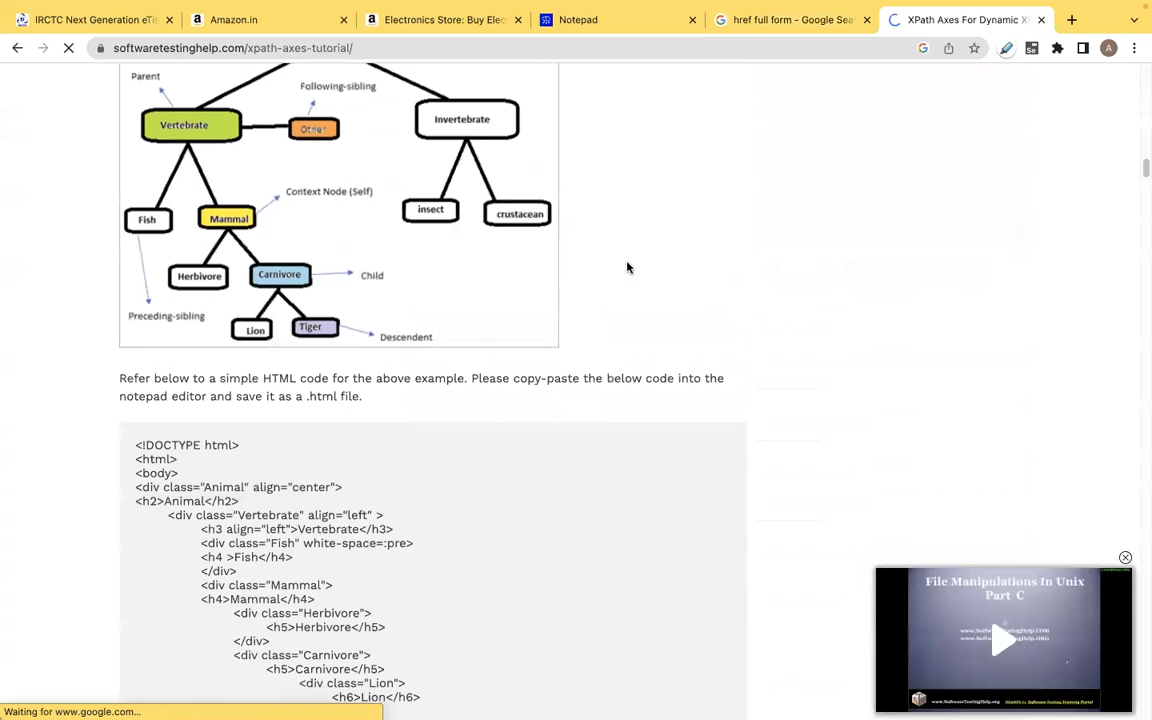 IRCTC Next Generation eTi
Amazon.in
Electronics Store: Buy Elec
Notepad
href full form - Google Sea
XPath Axes For Dynamic X
softwaretestinghelp.com/xpath-axes-tutorial/
Parent
Following-sibling
Vertebrate
Other
Invertebrate
Context Node (Self)
Fish
Mammal
insect
crustacean
Herbivore
Carnivore
Child
Preceding-sibling
Lion
Tiger
Descendent
Refer below to a simple HTML code for the above example. Please copy-paste the below code into the
notepad editor and save it as a .html file.
<!DOCTYPE html>
<html>
<body>
<div class="Animal" align="center">
<h2>Animal</h2>
<div class="Vertebrate" align="left" >
<h3 align="left">Vertebrate</h3>
<div class="Fish" white-space=:pre>
<h4 >Fish</h4>
</div>
<div class="Mammal">
<h4>Mammal</h4>
<div class="Herbivore">
<h5>Herbivore</h5>
</div>
<div class="Carnivore">
<h5>Carnivore</h5>
<div class="Lion">
<h6>Lion</h6>
File Manipulations In Unix
Part C
www.SoftwareTestingHelp.org
Waiting for www.google.com...